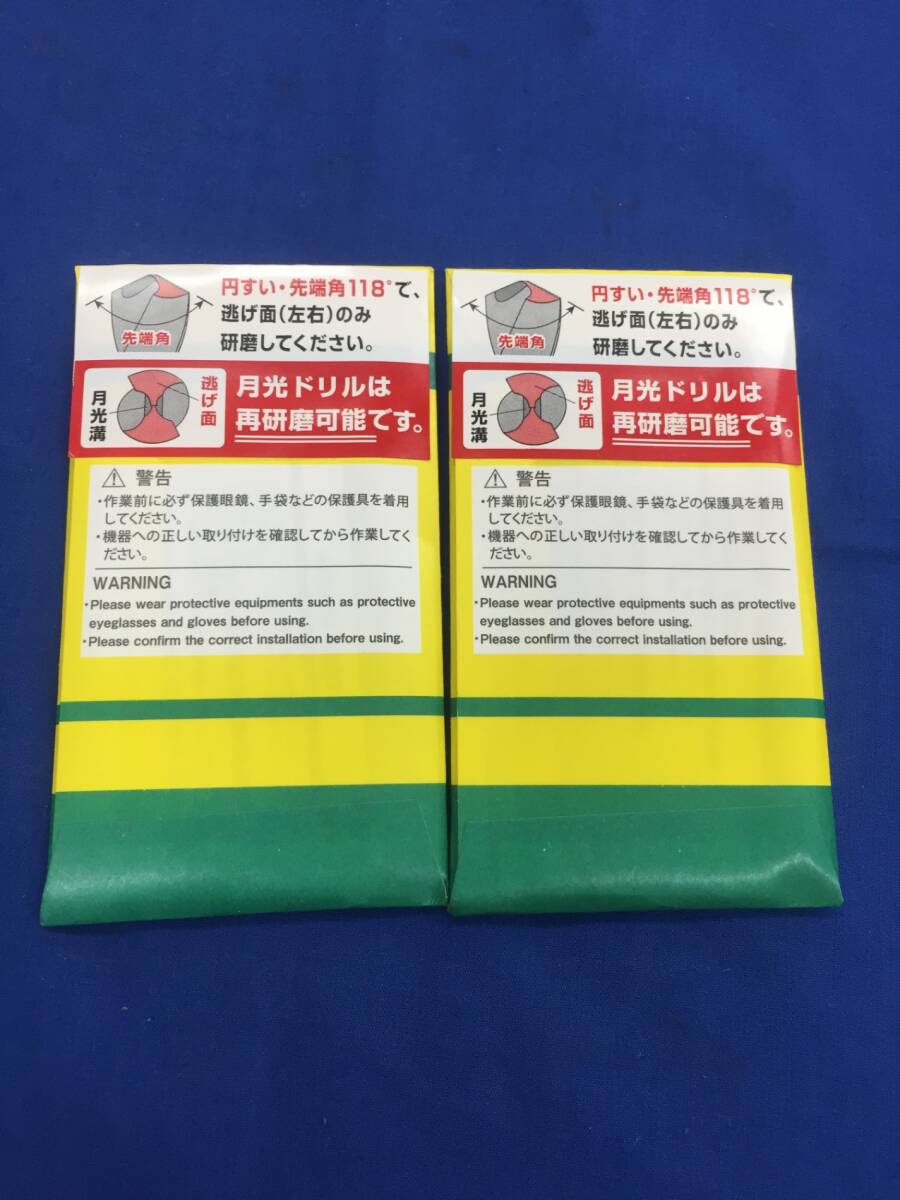 円すい・先端角118°で、
逃げ面(左右)のみ
研磨してください。
先端角
月光溝
逃げ面
月光ドリルは
再研磨可能です。
警告
・作業前に必ず保護眼鏡、手袋などの保護具を着用
してください。
・機器への正しい取り付けを確認してから作業してく
ださい。
WARNING
・Please wear protective equipments such as protective
eyeglasses and gloves before using.
・Please confirm the correct installation before using.
円すい・先端角118°で、
逃げ面(左右)のみ
研磨してください。
先端角
月光溝
逃げ面
月光ドリルは
再研磨可能です。
警告
・作業前に必ず保護眼鏡、手袋などの保護具を着用
してください。
・機器への正しい取り付けを確認してから作業してく
ださい。
WARNING
・Please wear protective equipments such as protective
eyeglasses and gloves before using.
・Please confirm the correct installation before using.